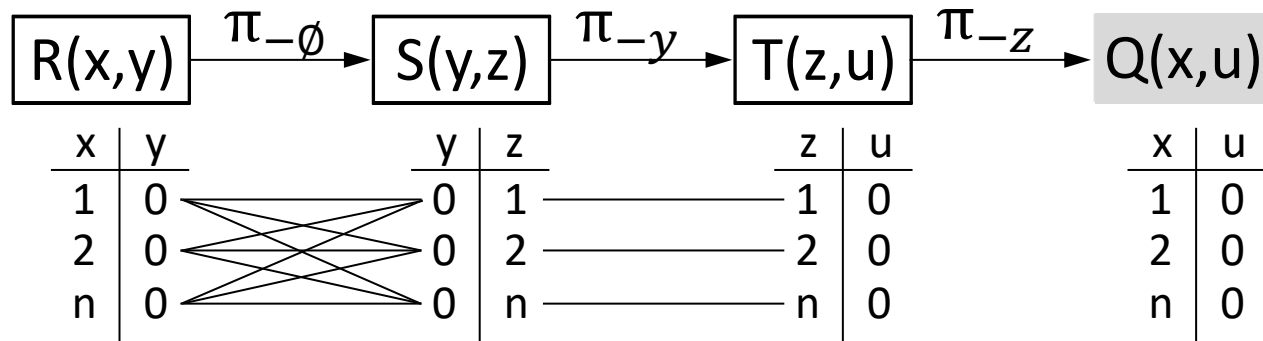 R(x,y) π₋∅ S(y,z) π₋y T(z,u) π₋z Q(x,u)
x y y z z u x u
1 0 0 1 1 0 1 0
2 0 0 2 2 0 2 0
n 0 0 n n 0 n 0